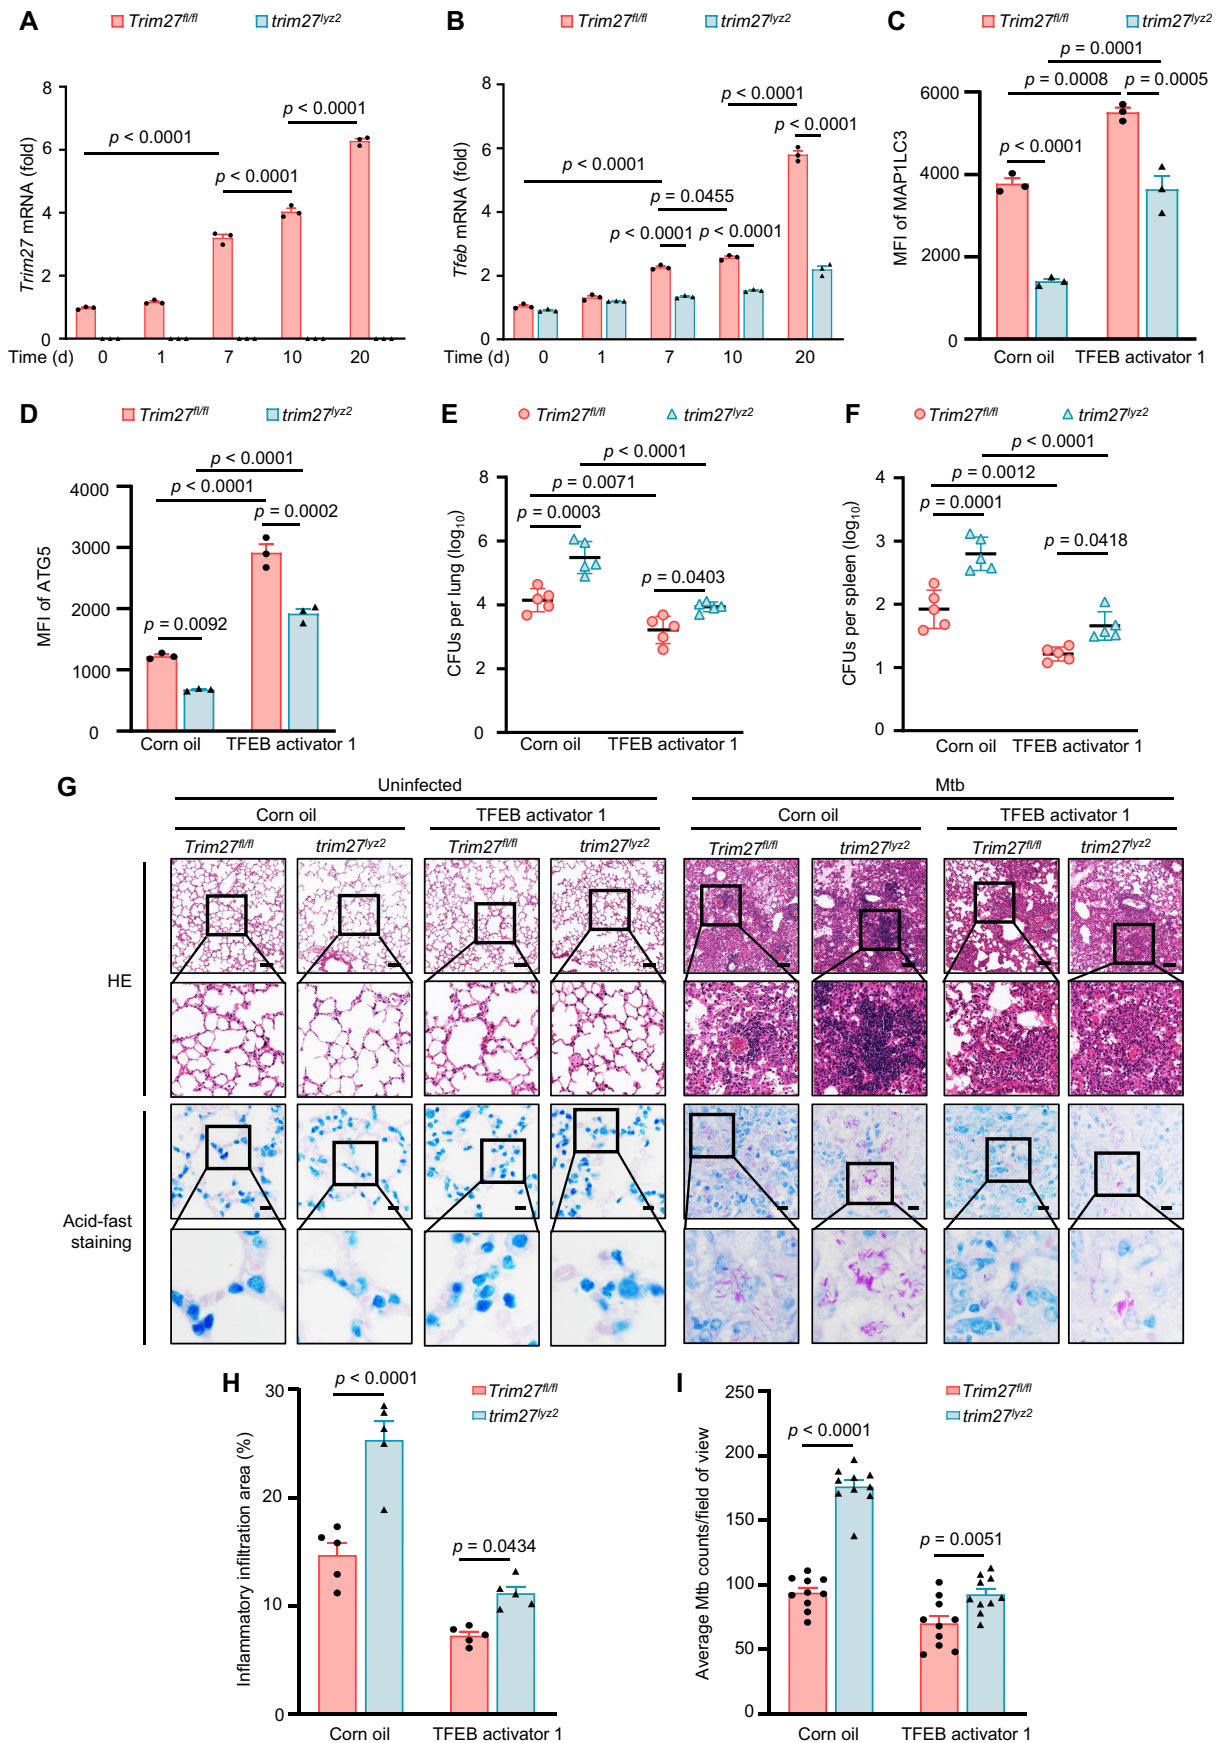 A
Trim27fl/fl trim27lyz2
Trim27 mRNA (fold)
8
6
4
2
0
p < 0.0001
p < 0.0001
p < 0.0001
Time (d) 0 1 7 10 20
B
Trim27fl/fl trim27lyz2
Tfeb mRNA (fold)
8
6
4
2
0
p < 0.0001
p < 0.0001
p < 0.0001
p = 0.0455
p < 0.0001 p < 0.0001
Time (d) 0 1 7 10 20
C
Trim27fl/fl trim27lyz2
MFI of MAP1LC3
6000
4000
2000
0
p = 0.0001
p = 0.0008 p = 0.0005
p < 0.0001
Corn oil TFEB activator 1
D
Trim27fl/fl trim27lyz2
MFI of ATG5
4000
3000
2000
1000
0
p < 0.0001
p < 0.0001
p = 0.0002
p = 0.0092
Corn oil TFEB activator 1
E
Trim27fl/fl trim27lyz2
CFUs per lung (log10)
8
6
4
2
0
p < 0.0001
p = 0.0071
p = 0.0003
p = 0.0403
Corn oil TFEB activator 1
F
Trim27fl/fl trim27lyz2
CFUs per spleen (log10)
4
3
2
1
0
p < 0.0001
p = 0.0012
p = 0.0001
p = 0.0418
Corn oil TFEB activator 1
G
Uninfected Mtb
Corn oil TFEB activator 1 Corn oil TFEB activator 1
Trim27fl/fl trim27lyz2 Trim27fl/fl trim27lyz2 Trim27fl/fl trim27lyz2 Trim27fl/fl trim27lyz2
HE
Acid-fast
staining
H
Trim27fl/fl
trim27lyz2
Inflammatory infiltration area (%)
30
20
10
0
p < 0.0001
p = 0.0434
Corn oil TFEB activator 1
I
Trim27fl/fl
trim27lyz2
Average Mtb counts/field of view
250
200
150
100
50
0
p < 0.0001
p = 0.0051
Corn oil TFEB activator 1